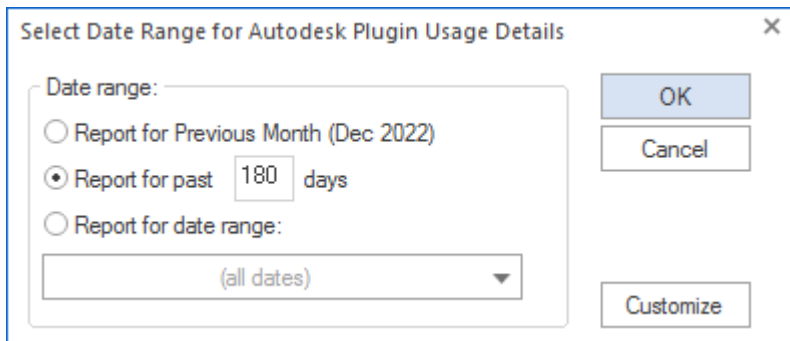 Select Date Range for Autodesk Plugin Usage Details
Date range:
Report for Previous Month (Dec 2022)
Report for past 180 days
Report for date range:
(all dates)
OK
Cancel
Customize